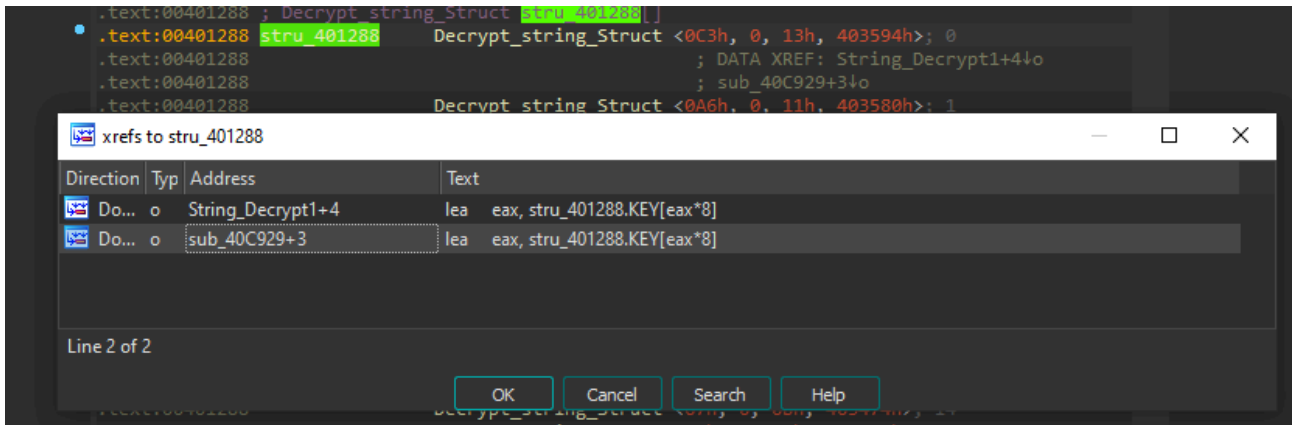 .text:00401288 ; Decrypt_string_Struct stru_401288[]
.text:00401288 stru_401288 Decrypt_string_Struct <0C3h, 0, 13h, 403594h>; 0
.text:00401288 ; DATA XREF: String_Decrypt1+4↓o
.text:00401288 ; sub_40C929+3↓o
.text:00401288 Decrypt_string_Struct <0A6h, 0, 11h, 403580h>; 1
xrefs to stru_401288
Direction Typ Address Text
Do... o String_Decrypt1+4 lea eax, stru_401288.KEY[eax*8]
Do... o sub_40C929+3 lea eax, stru_401288.KEY[eax*8]
Line 2 of 2
OK Cancel Search Help